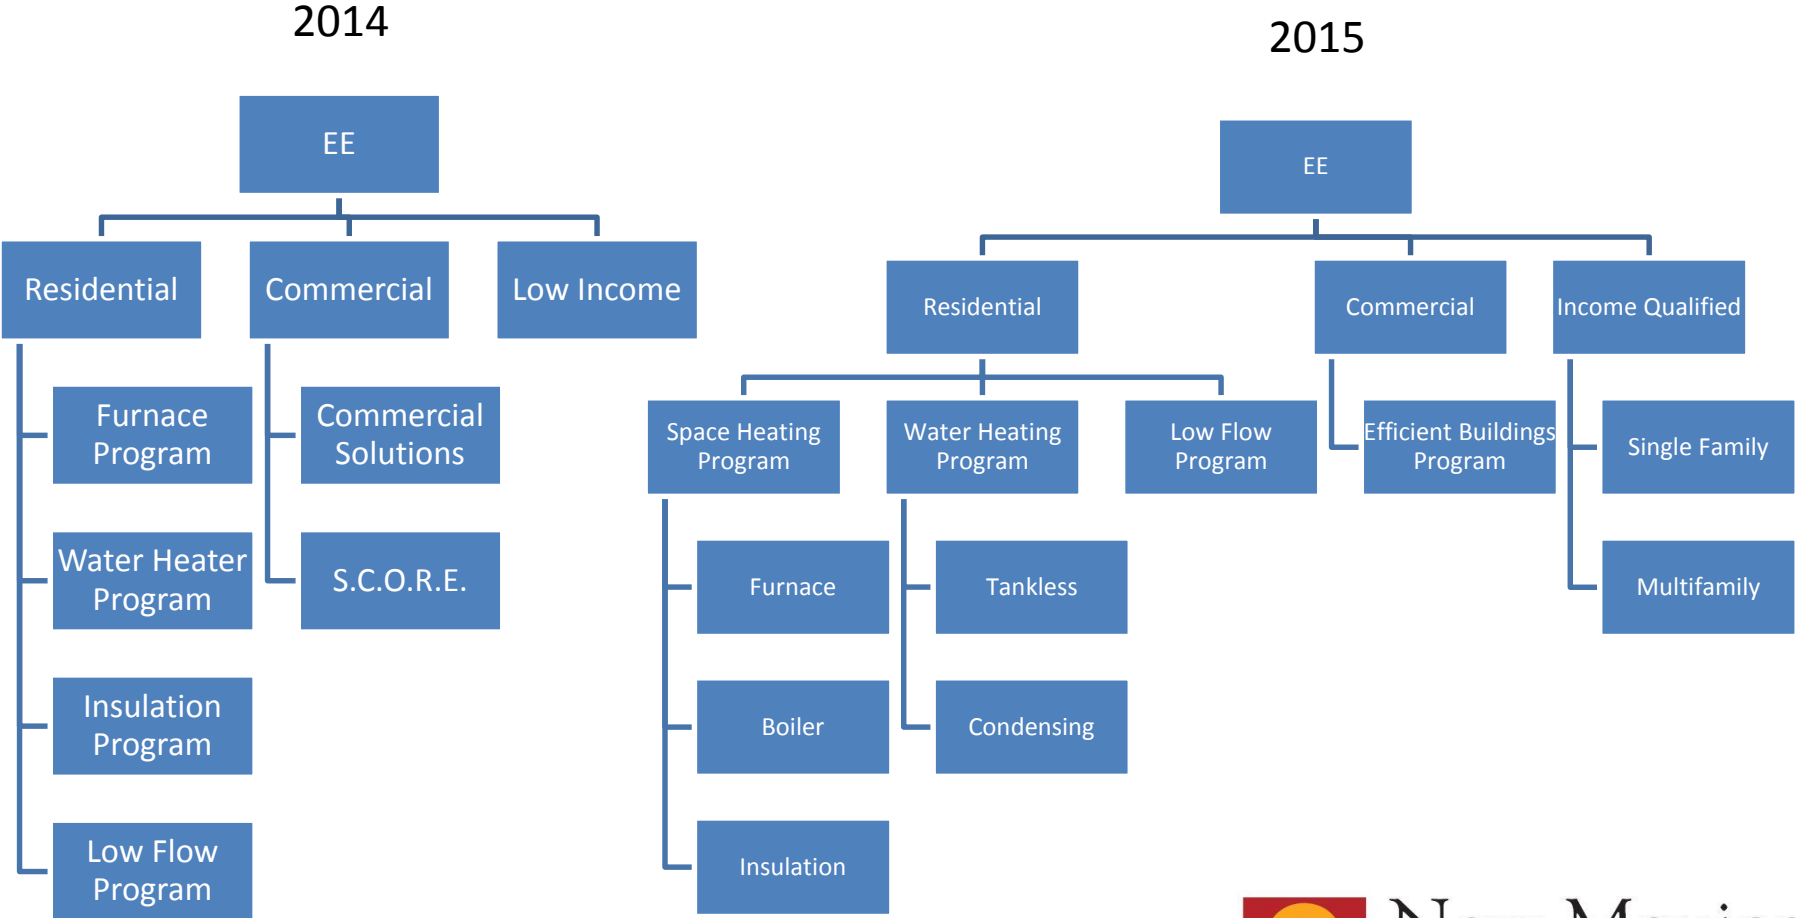 2014
EE
Residential
Commercial
Low Income
Furnace
Program
Water Heater
Program
Insulation
Program
Low Flow
Program
Commercial
Solutions
S.C.O.R.E.
2015
EE
Residential
Commercial
Income Qualified
Space Heating
Program
Water Heating
Program
Low Flow
Program
Furnace
Boiler
Insulation
Tankless
Condensing
Efficient Buildings
Program
Single Family
Multifamily
New Mexico